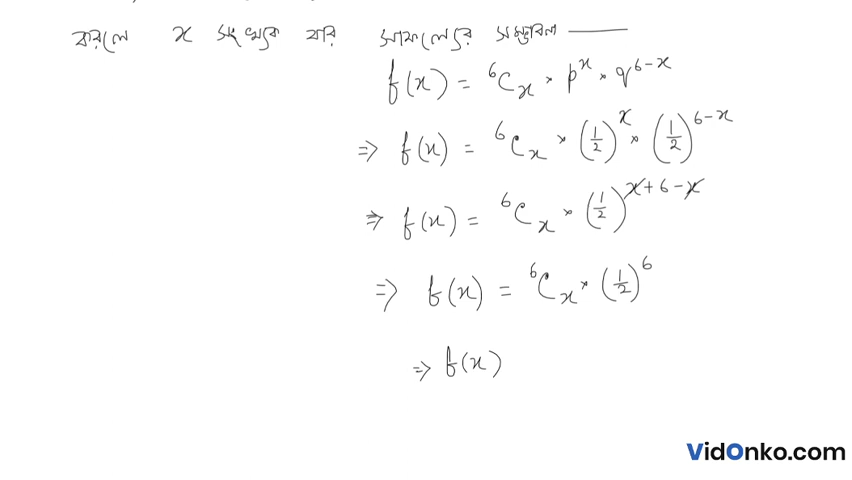 করলে x সংখ্যক বার সাফল্যের সম্ভাবনা ———
f(x) = ⁶Cₓ × pˣ × q⁶⁻ˣ
⇒ f(x) = ⁶Cₓ × (1/2)ˣ × (1/2)⁶⁻ˣ
⇒ f(x) = ⁶Cₓ × (1/2)ˣ⁺⁶⁻ˣ
⇒ f(x) = ⁶Cₓ × (1/2)⁶
⇒ f(x)
VidOnko.com